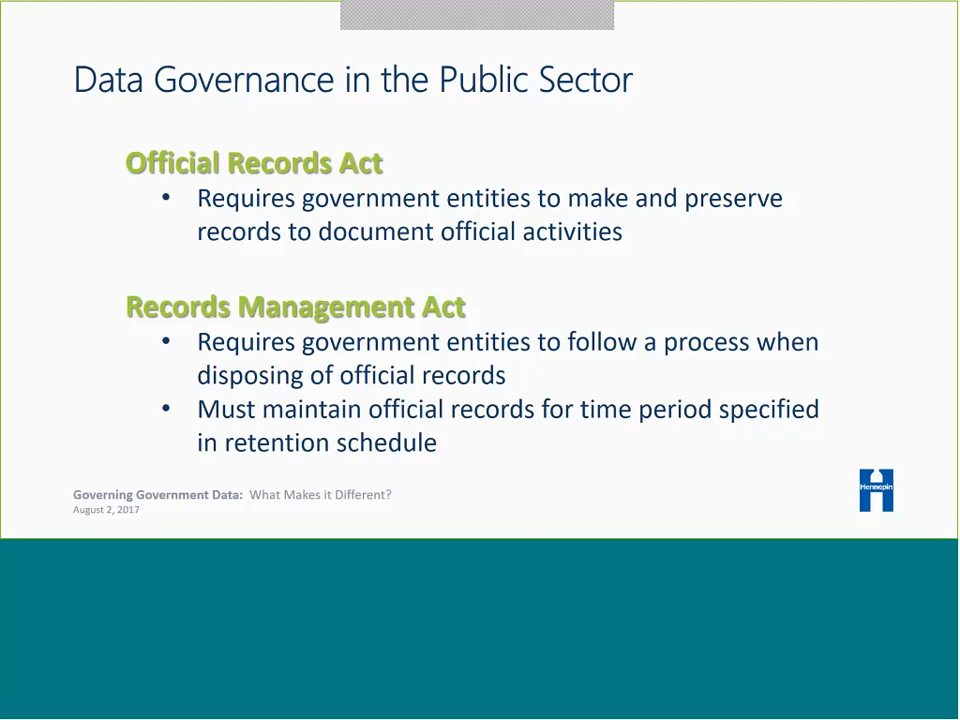 Data Governance in the Public Sector
Official Records Act
• Requires government entities to make and preserve
records to document official activities
Records Management Act
• Requires government entities to follow a process when
disposing of official records
• Must maintain official records for time period specified
in retention schedule
Governing Government Data: What Makes it Different?
August 2, 2017
Hennepin